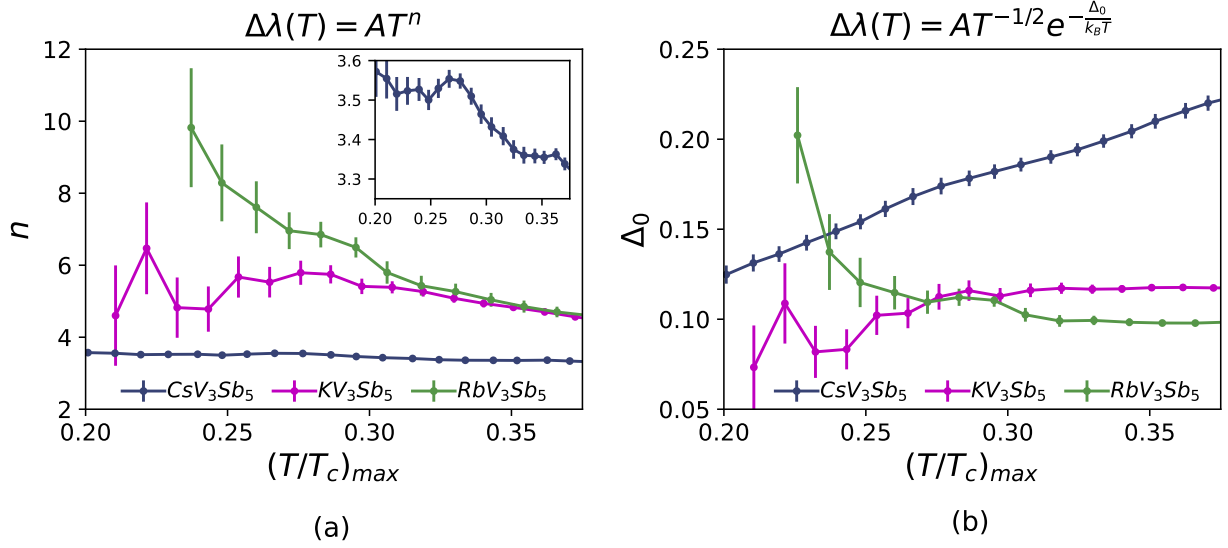 Δλ(T) = AT^n
12
10
8
6
4
2
n
3.6
3.5
3.4
3.3
0.20 0.25 0.30 0.35
CsV₃Sb₅ KV₃Sb₅ RbV₃Sb₅
0.20 0.25 0.30 0.35
(T/T_c)_max
(a)
Δλ(T) = AT^{−1/2}e^{−Δ₀/k_BT}
0.25
0.20
0.15
0.10
0.05
Δ₀
CsV₃Sb₅ KV₃Sb₅ RbV₃Sb₅
0.20 0.25 0.30 0.35
(T/T_c)_max
(b)